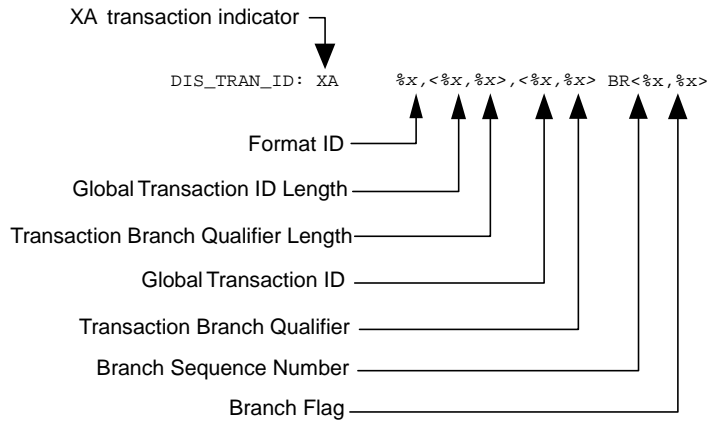 XA transaction indicator
DIS_TRAN_ID: XA %x,<%x,%x>,<%x,%x> BR<%x,%x>
Format ID
Global Transaction ID Length
Transaction Branch Qualifier Length
Global Transaction ID
Transaction Branch Qualifier
Branch Sequence Number
Branch Flag